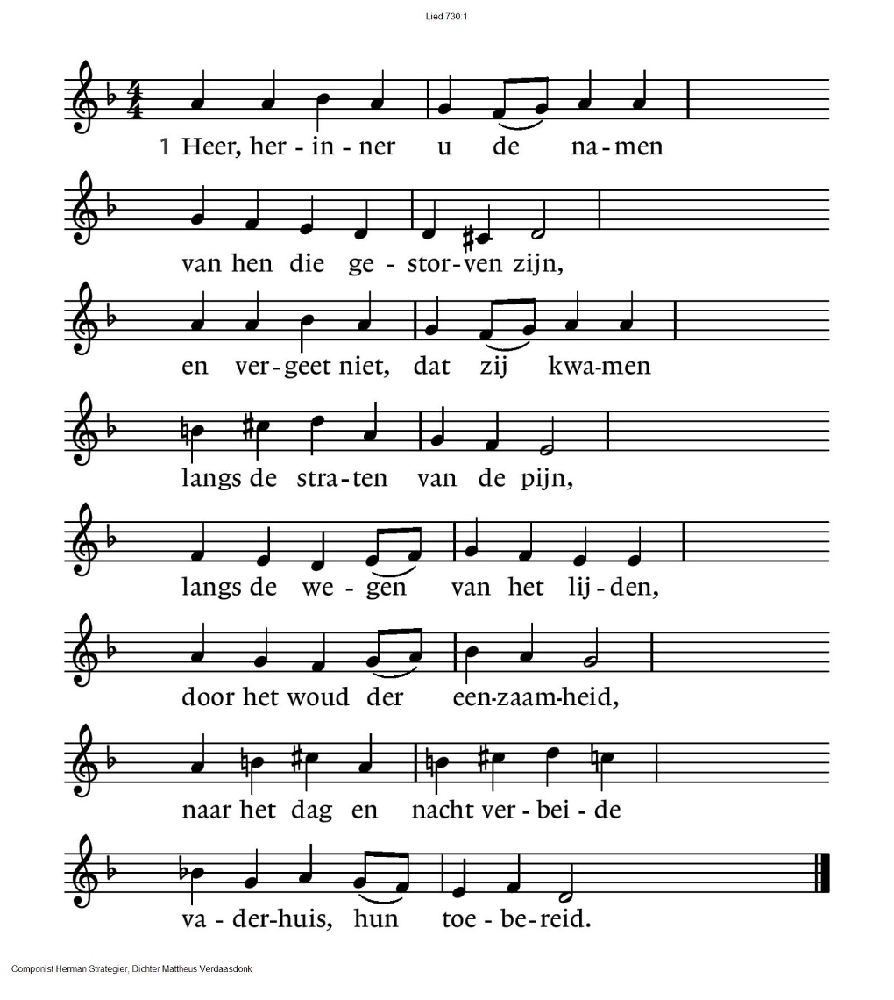 Lied 730:1
4
4
1 Heer, her - in - ner u de na - men
van hen die ge - stor - ven zijn,
en ver - geet niet, dat zij kwa - men
langs de stra - ten van de pijn,
langs de we - gen van het lij - den,
door het woud der een - zaam - heid,
naar het dag en nacht ver - bei - de
va - der - huis, hun toe - be - reid.
Componist Herman Strategier, Dichter Mattheus Verdaasdonk